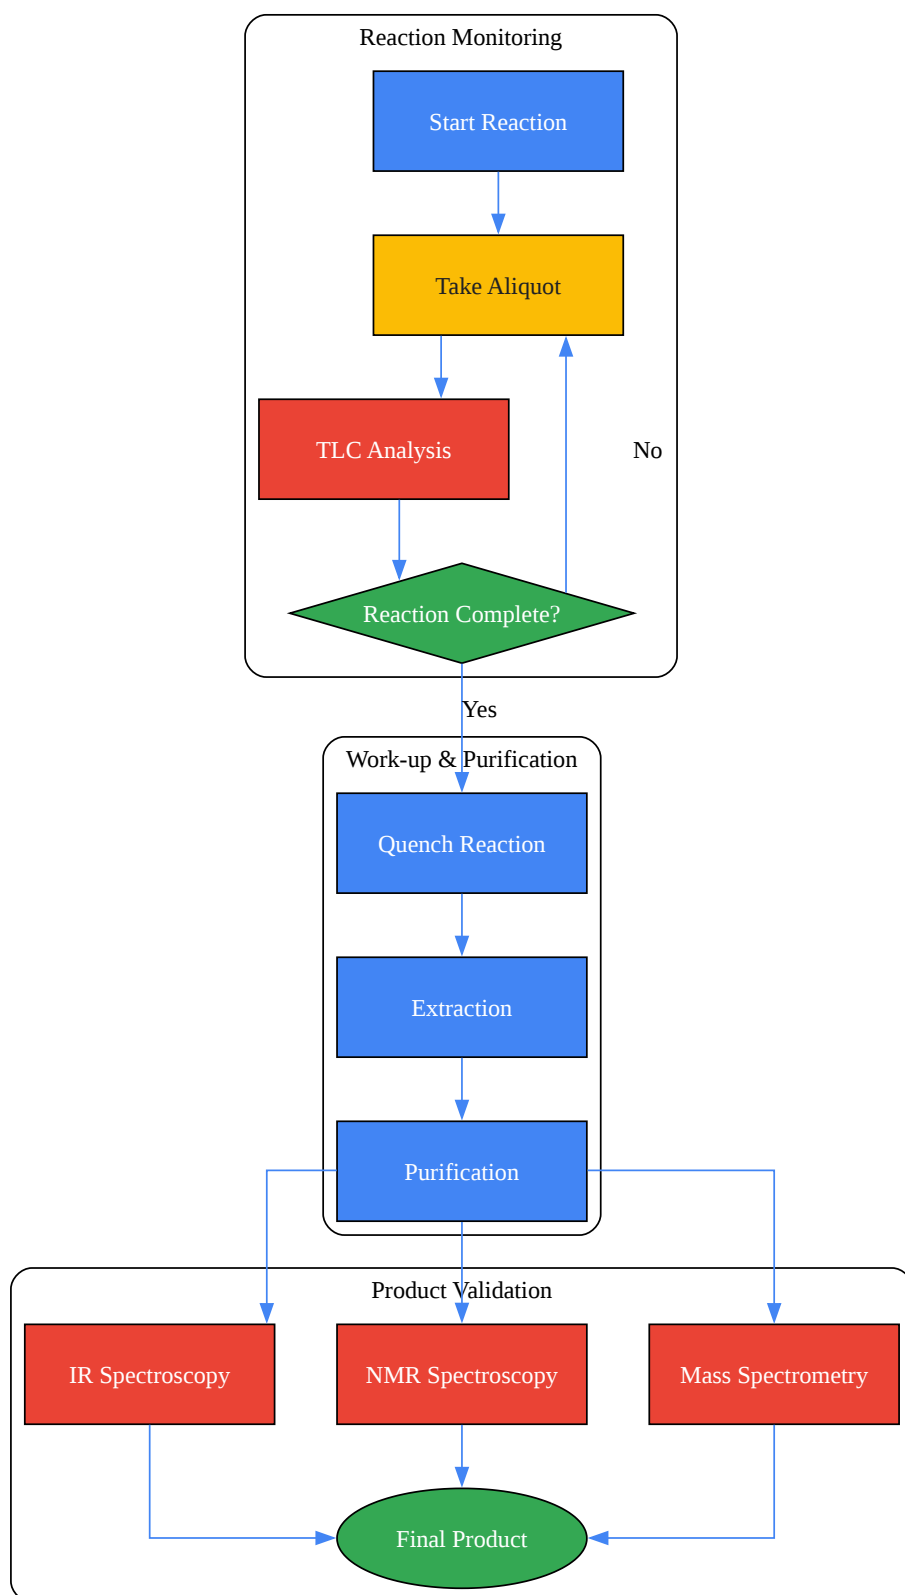 Reaction Monitoring
Start Reaction
Take Aliquot
TLC Analysis
No
Reaction Complete?
Yes
Work-up & Purification
Quench Reaction
Extraction
Purification
Product Validation
IR Spectroscopy
NMR Spectroscopy
Mass Spectrometry
Final Product